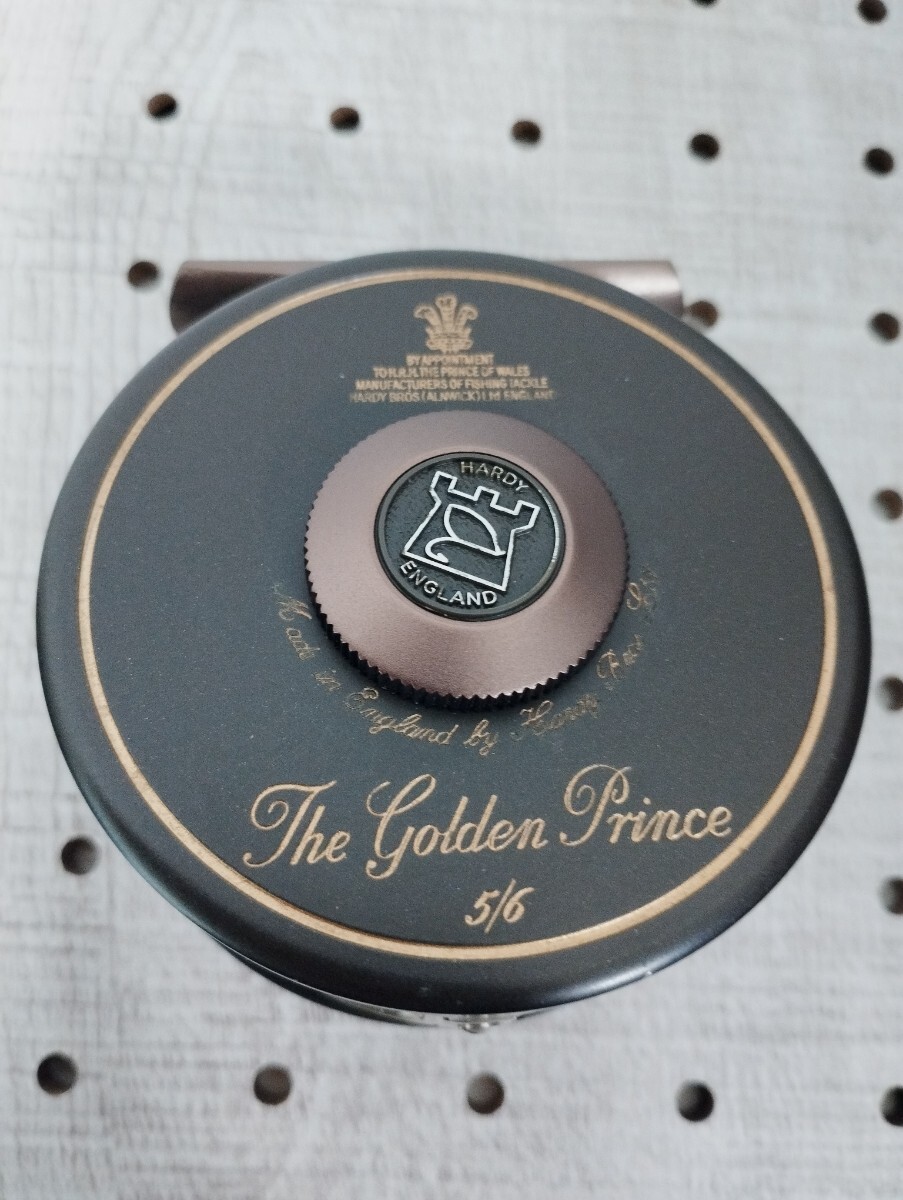 BY APPOINTMENT
TO H.R.H. THE PRINCE OF WALES
MANUFACTURERS OF FISHING TACKLE
HARDY BROS (ALNWICK) Ltd ENGLAND
HARDY
ENGLAND
Made in England by Hardy Bros Ltd
The Golden Prince
5/6